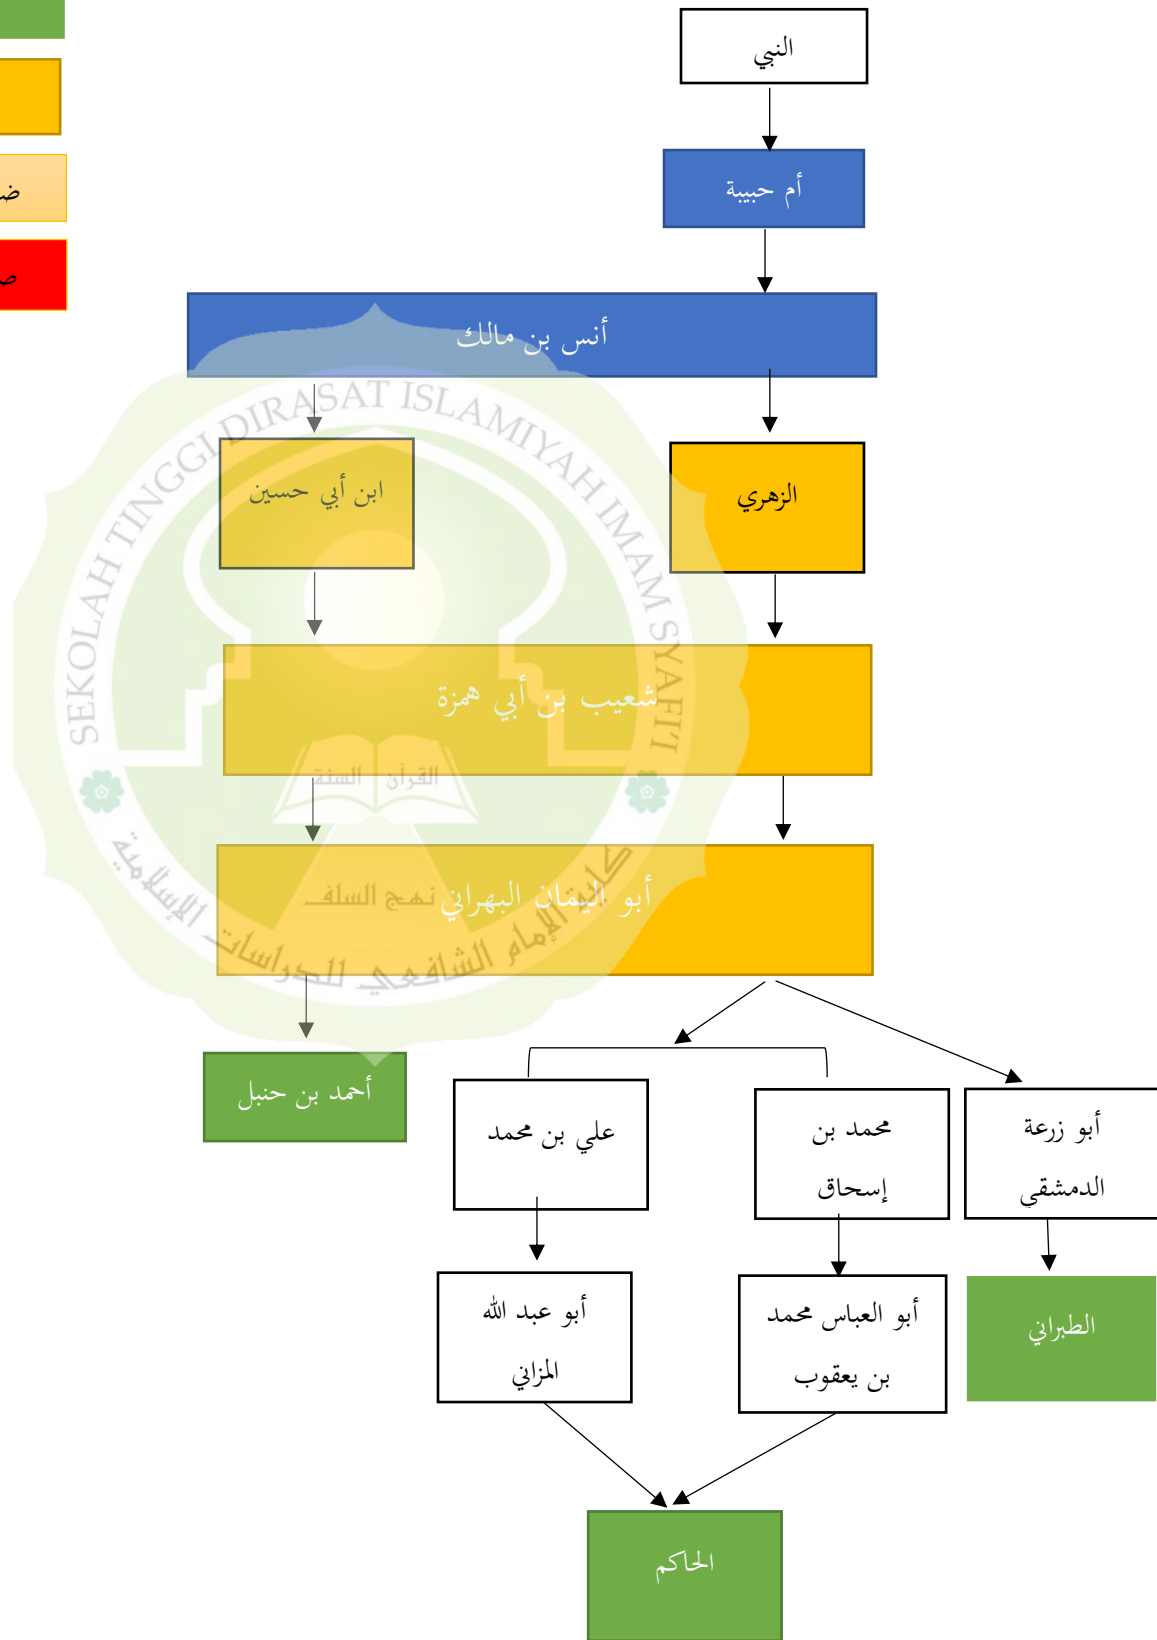 النبي
أم حبيبة
أنس بن مالك
ابن أبي حسين
الزهري
شعيب بن أبي همزة
أبو اليمان البهراني
أحمد بن حنبل
علي بن محمد
محمد بن
إسحاق
أبو زرعة
الدمشقي
أبو عبد الله
المزاني
أبو العباس محمد
بن يعقوب
الطبراني
الحاكم
SEKOLAH TINGGI DIRASAT ISLAMIYAH IMAM SYAFI'I
القرآن السنة
نهج السلف
كلية الإمام الشافعي للدراسات الإسلامية